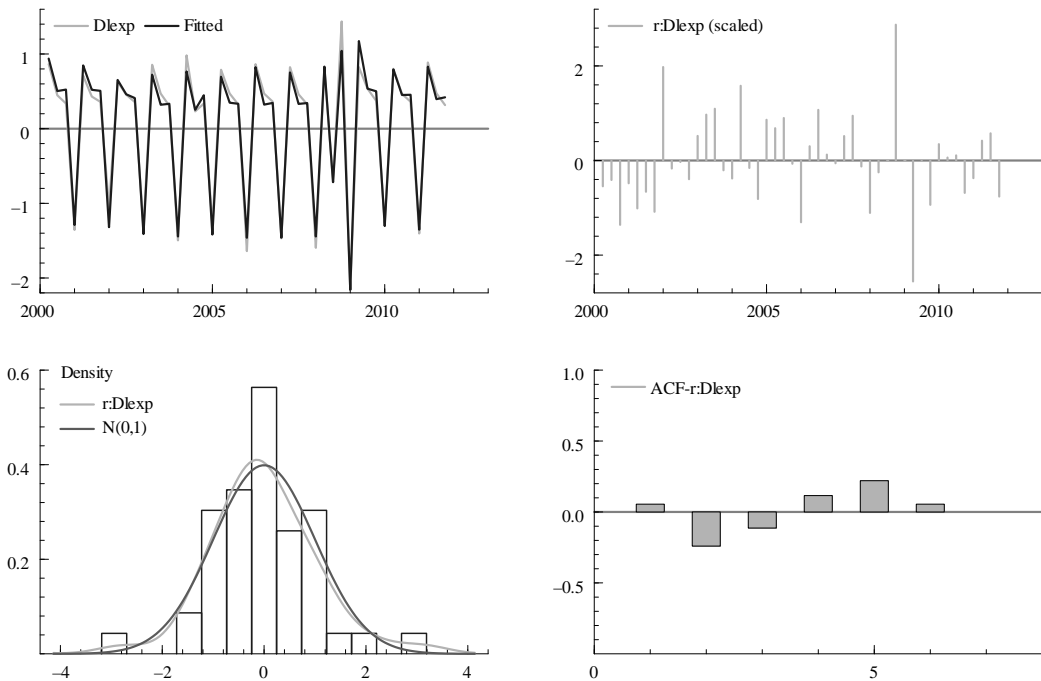 Dlexp Fitted
1
0
−1
−2
2000 2005 2010
r:Dlexp (scaled)
2
0
−2
2000 2005 2010
Density
r:Dlexp
N(0,1)
0.6
0.4
0.2
−4 −2 0 2 4
ACF-r:Dlexp
1.0
0.5
0.0
−0.5
0 5